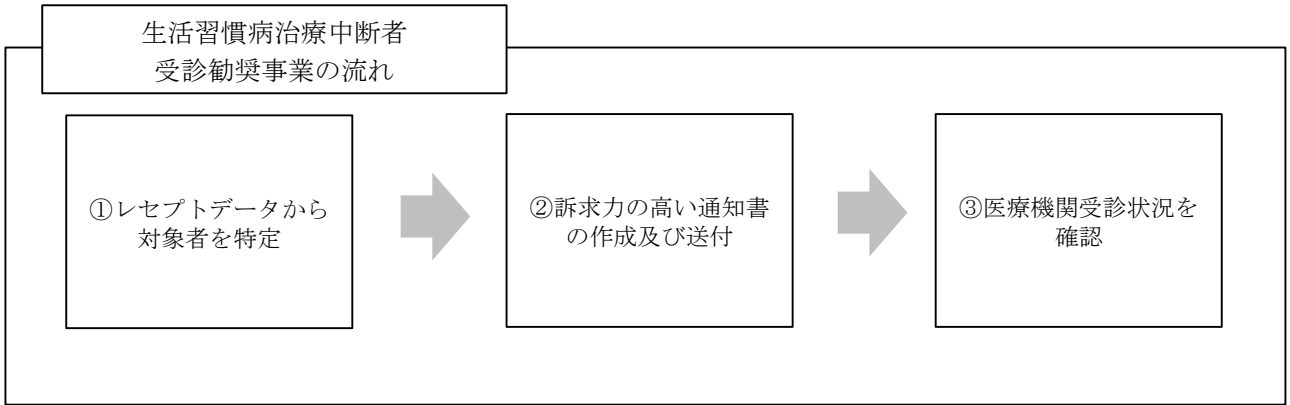 生活習慣病治療中断者
受診勧奨事業の流れ
①レセプトデータから
対象者を特定
②訴求力の高い通知書
の作成及び送付
③医療機関受診状況を
確認